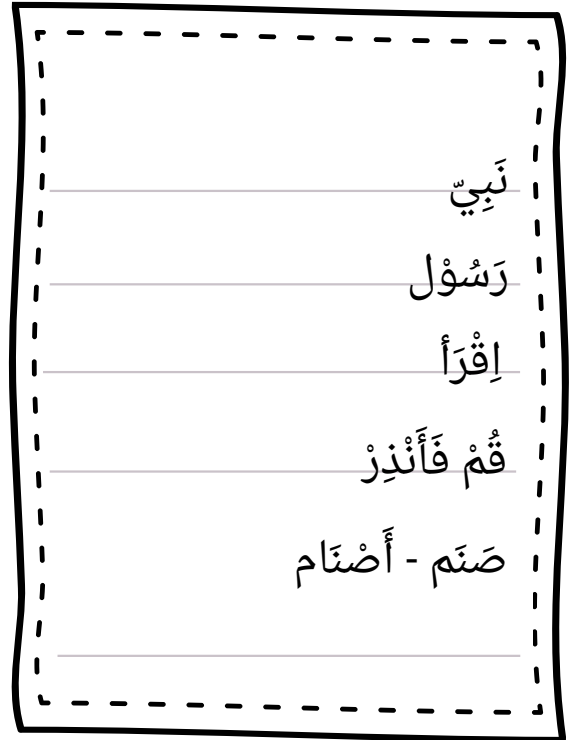 نَبِيّ
رَسُوْل
اِقْرَأ
قُمْ فَأَنْذِرْ
صَنَم - أَصْنَام